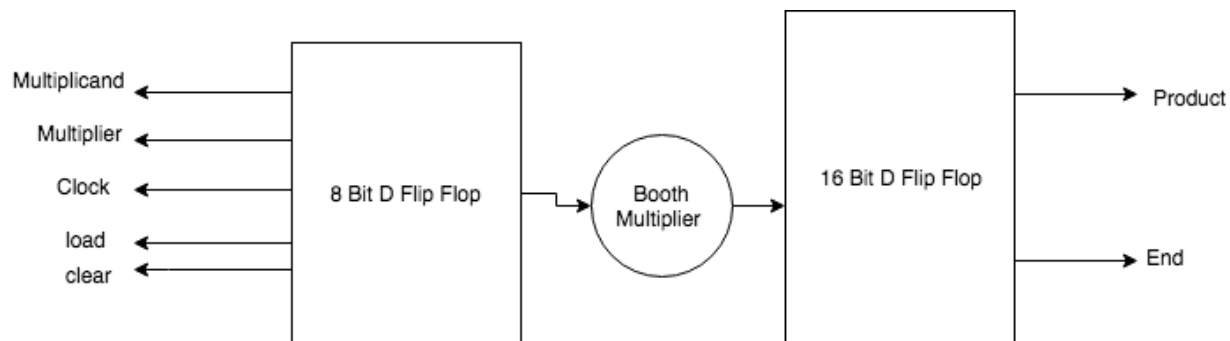 Multiplicand
Multiplier
Clock
load
clear
8 Bit D Flip Flop
Booth
Multiplier
16 Bit D Flip Flop
Product
End